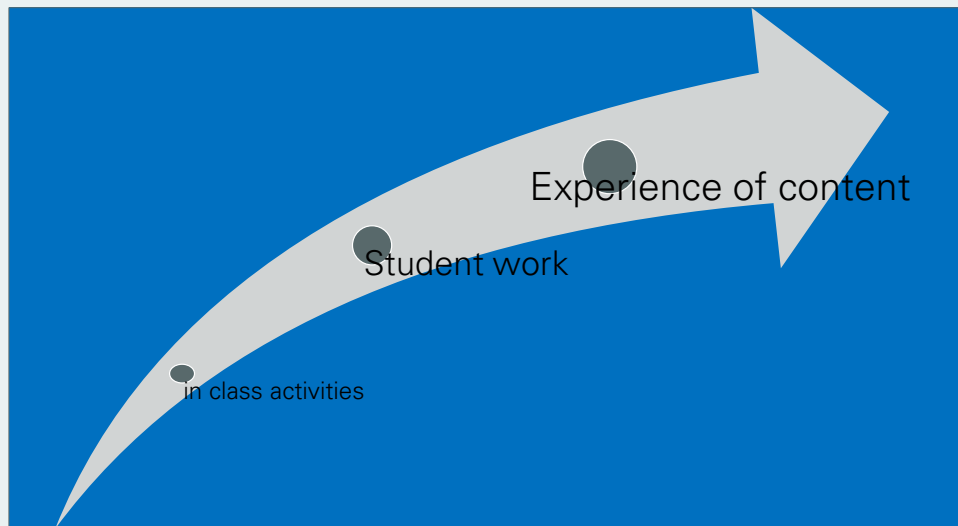 Experience of content
Student work
in class activities